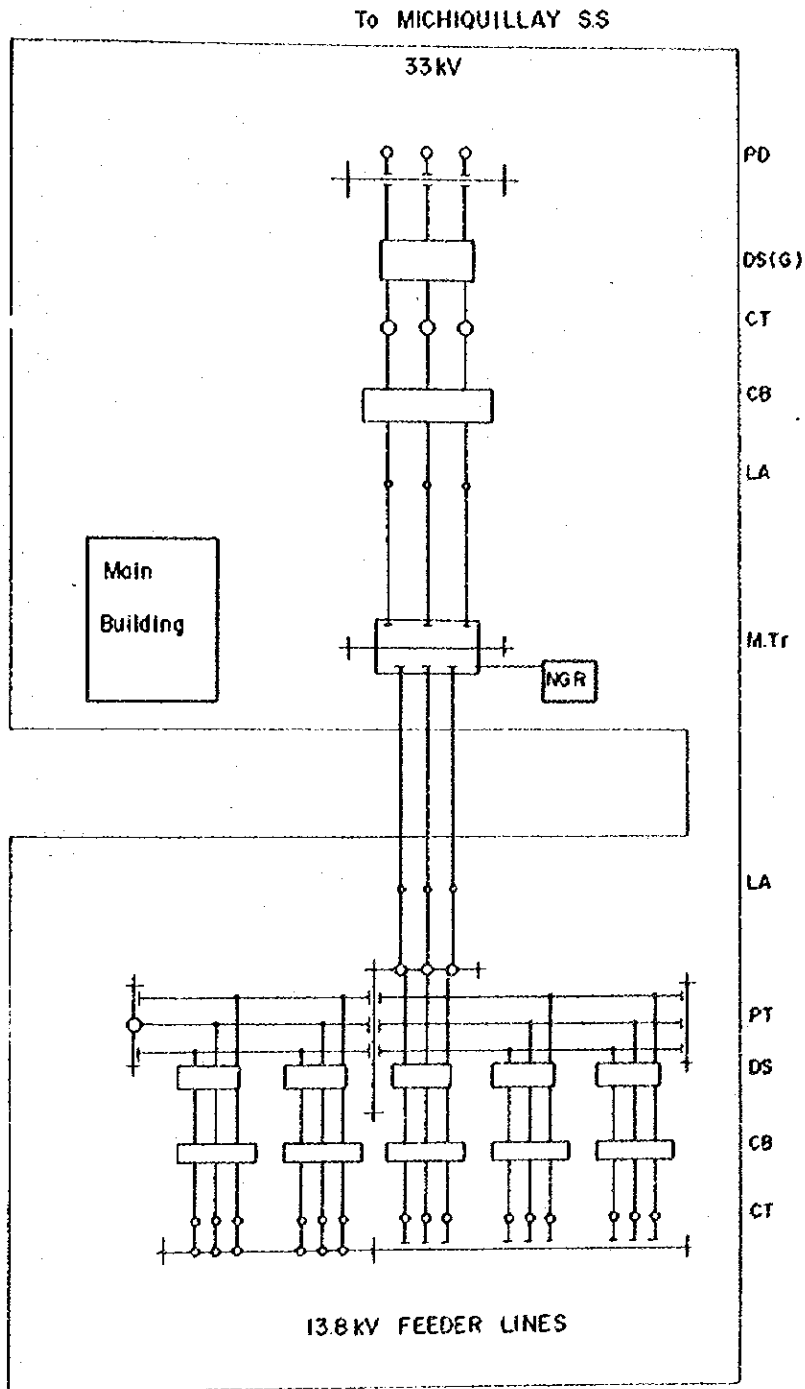 To MICHIQUILLAY S.S
33kV
PD
DS(G)
CT
CB
LA
Main
Building
M.Tr
NGR
LA
PT
DS
CB
CT
13.8kV FEEDER LINES